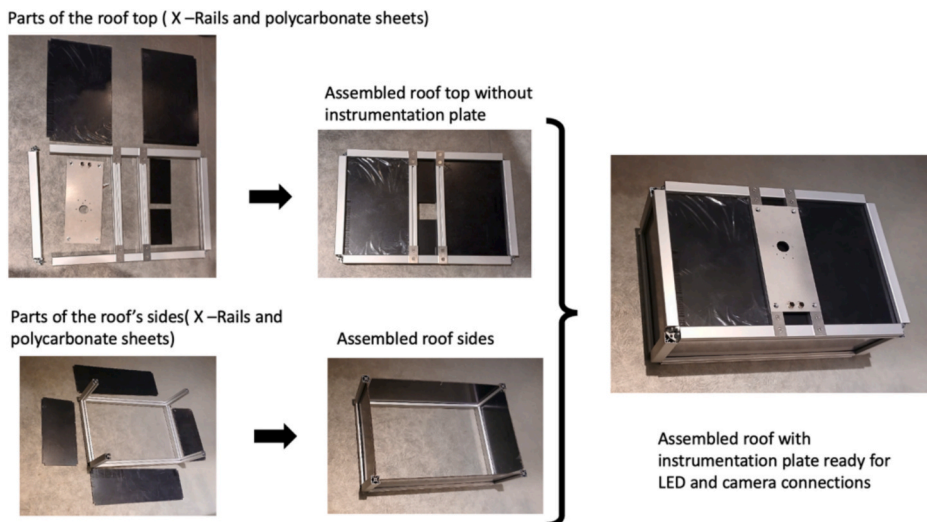 Parts of the roof top ( X –Rails and polycarbonate sheets)
Assembled roof top without
instrumentation plate
Parts of the roof's sides( X –Rails and
polycarbonate sheets)
Assembled roof sides
Assembled roof with
instrumentation plate ready for
LED and camera connections